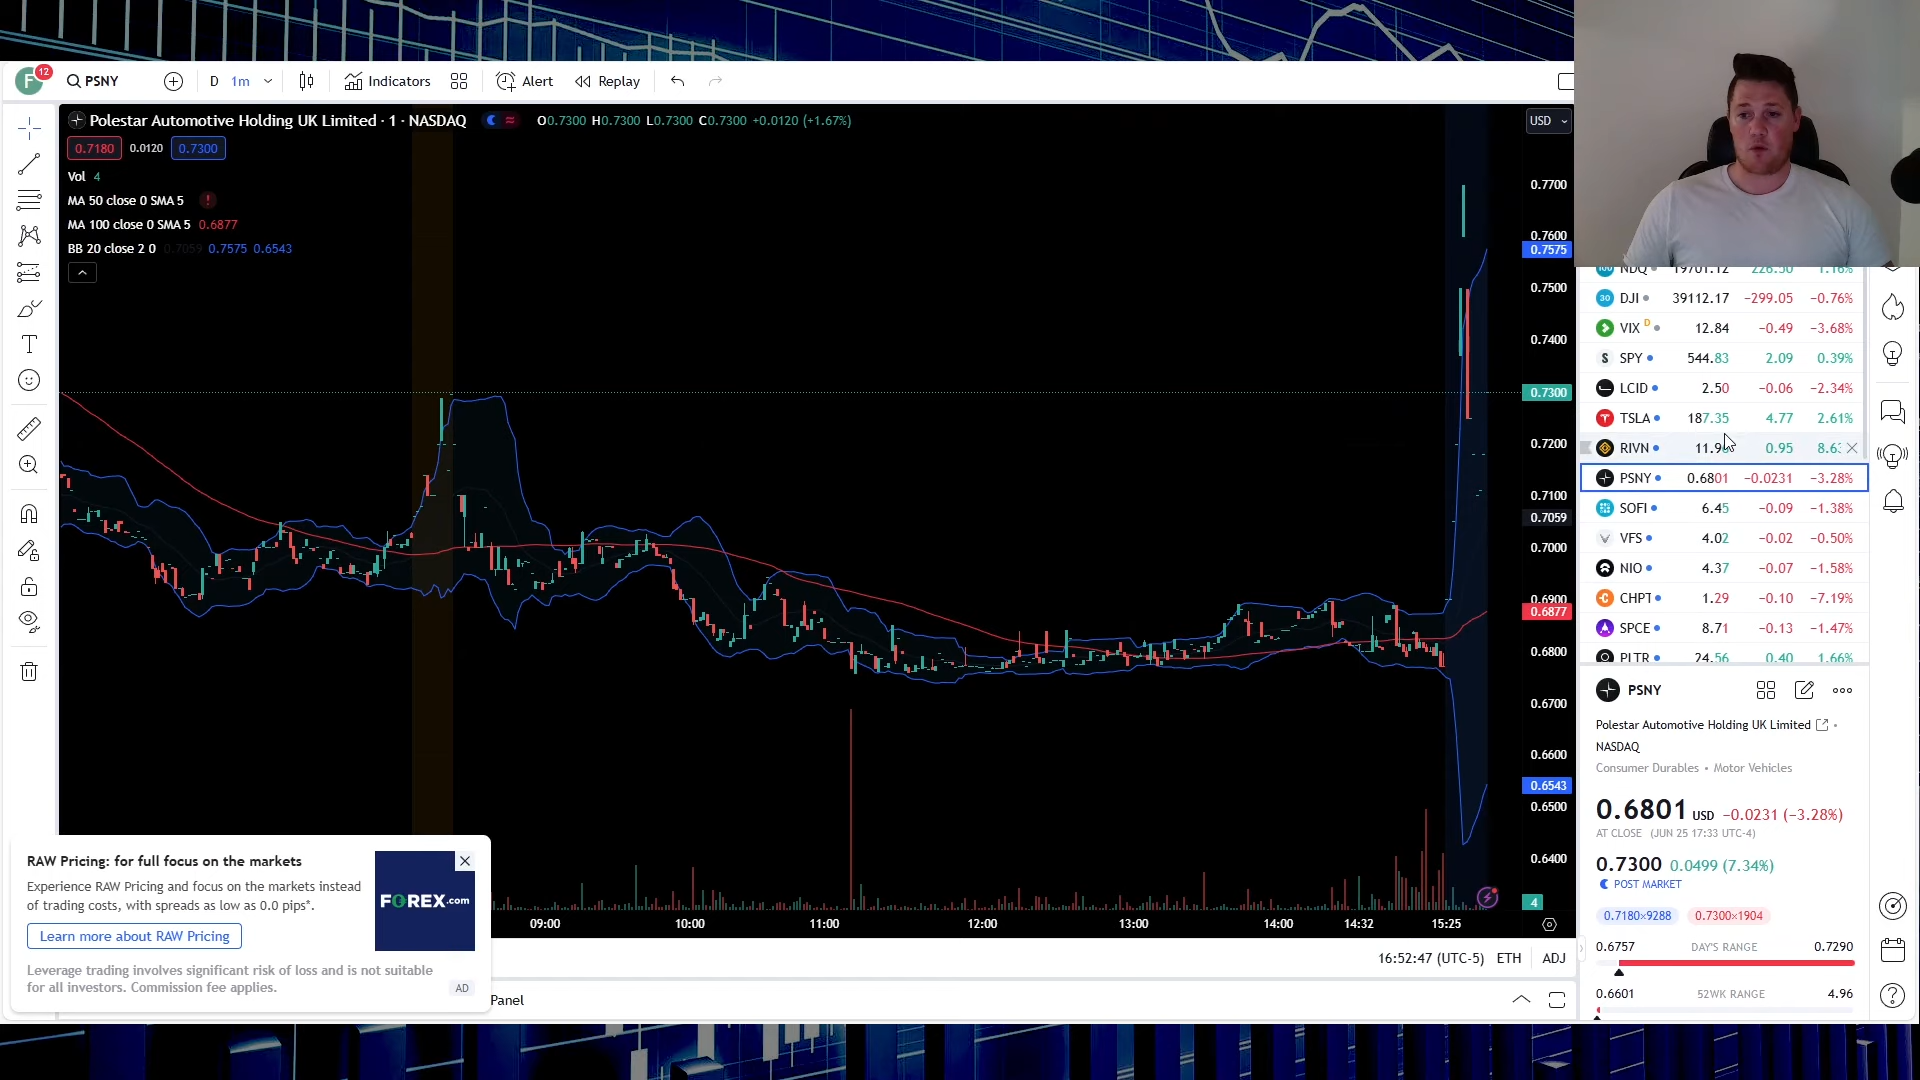 F 12 PSNY D 1m Indicators Alert Replay
Polestar Automotive Holding UK Limited · 1 · NASDAQ O0.7300 H0.7300 L0.7300 C0.7300 +0.0120 (+1.67%)
0.7180 0.0120 0.7300
Vol 4
MA 50 close 0 SMA 5 !
MA 100 close 0 SMA 5 0.6877
BB 20 close 2 0 0.7059 0.7575 0.6543
USD
0.7700
0.7600
0.7575
0.7500
0.7400
0.7300
0.7200
0.7100
0.7059
0.7000
0.6900
0.6877
0.6800
0.6700
0.6600
0.6543
0.6500
0.6400
4
09:00 10:00 11:00 12:00 13:00 14:00 14:32 15:25
16:52:47 (UTC-5) ETH ADJ
Panel
RAW Pricing: for full focus on the markets
Experience RAW Pricing and focus on the markets instead
of trading costs, with spreads as low as 0.0 pips*.
Learn more about RAW Pricing
Leverage trading involves significant risk of loss and is not suitable
for all investors. Commission fee applies.
AD
FOREX.com
NDQ 19701.12 226.50 1.16%
30 DJI 39112.17 −299.05 −0.76%
VIX D 12.84 −0.49 −3.68%
S SPY 544.83 2.09 0.39%
LCID 2.50 −0.06 −2.34%
TSLA 187.35 4.77 2.61%
RIVN 11.9 0.95 8.6
PSNY 0.6801 −0.0231 −3.28%
SOFI 6.45 −0.09 −1.38%
VFS 4.02 −0.02 −0.50%
NIO 4.37 −0.07 −1.58%
CHPT 1.29 −0.10 −7.19%
SPCE 8.71 −0.13 −1.47%
PLTR 24.56 0.40 1.66%
PSNY
Polestar Automotive Holding UK Limited
NASDAQ
Consumer Durables • Motor Vehicles
0.6801 USD −0.0231 (−3.28%)
AT CLOSE (JUN 25 17:33 UTC-4)
0.7300 0.0499 (7.34%)
POST MARKET
0.7180×9288 0.7300×1904
0.6757 DAY'S RANGE 0.7290
0.6601 52WK RANGE 4.96